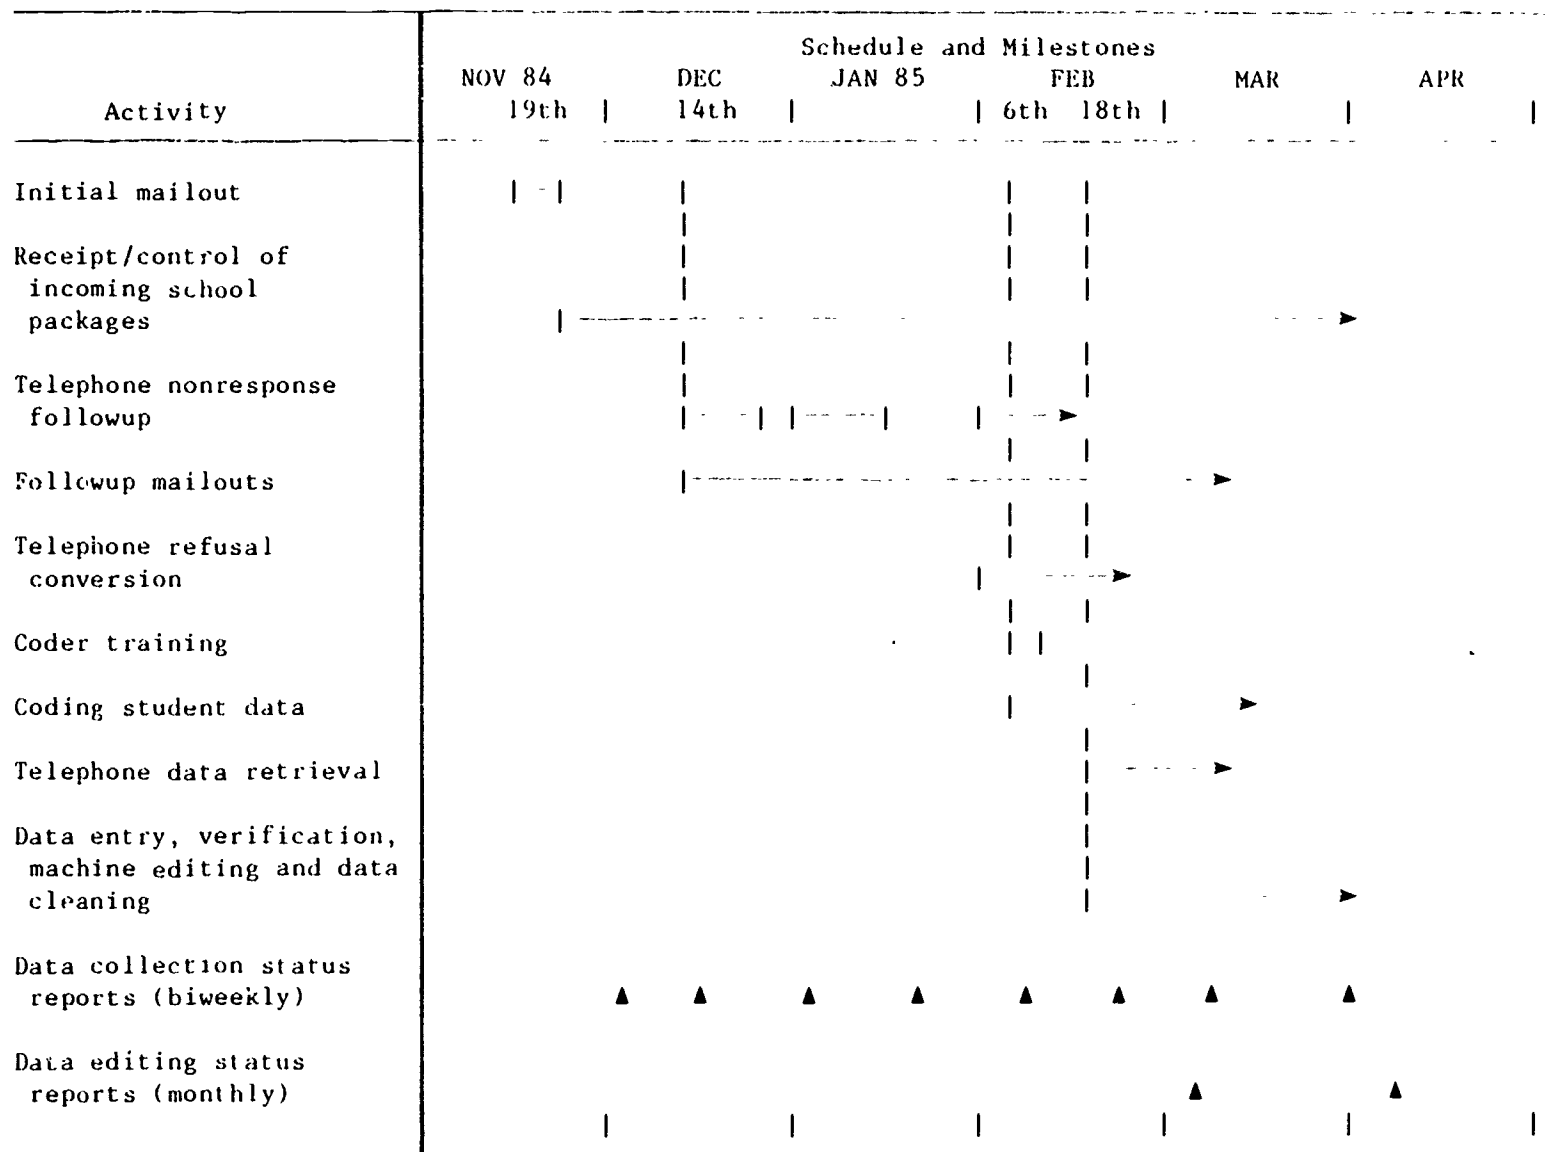 Schedule and Milestones
NOV 84 DEC JAN 85 FEB MAR APR
Activity 19th 14th 6th 18th
Initial mailout
Receipt/control of
incoming school
packages
Telephone nonresponse
followup
Followup mailouts
Telephone refusal
conversion
Coder training
Coding student data
Telephone data retrieval
Data entry, verification,
machine editing and data
cleaning
Data collection status
reports (biweekly)
Data editing status
reports (monthly)